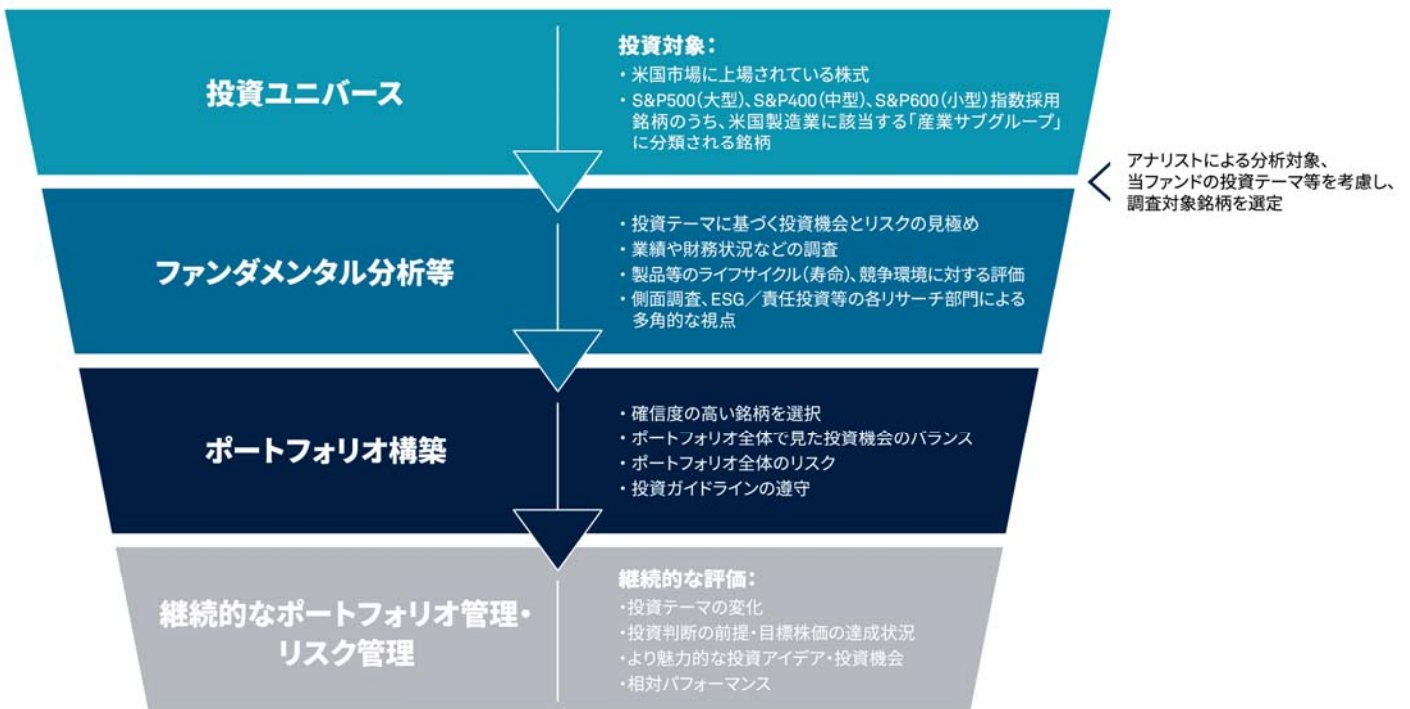 投資ユニバース
投資対象：
・米国市場に上場されている株式
・S&P500（大型）、S&P400（中型）、S&P600（小型）指数採用
銘柄のうち、米国製造業に該当する「産業サブグループ」
に分類される銘柄
アナリストによる分析対象、
当ファンドの投資テーマ等を考慮し、
調査対象銘柄を選定
ファンダメンタル分析等
・投資テーマに基づく投資機会とリスクの見極め
・業績や財務状況などの調査
・製品等のライフサイクル（寿命）、競争環境に対する評価
・側面調査、ESG／責任投資等の各リサーチ部門による
多角的な視点
ポートフォリオ構築
・確信度の高い銘柄を選択
・ポートフォリオ全体で見た投資機会のバランス
・ポートフォリオ全体のリスク
・投資ガイドラインの遵守
継続的なポートフォリオ管理・
リスク管理
継続的な評価：
・投資テーマの変化
・投資判断の前提・目標株価の達成状況
・より魅力的な投資アイデア・投資機会
・相対パフォーマンス